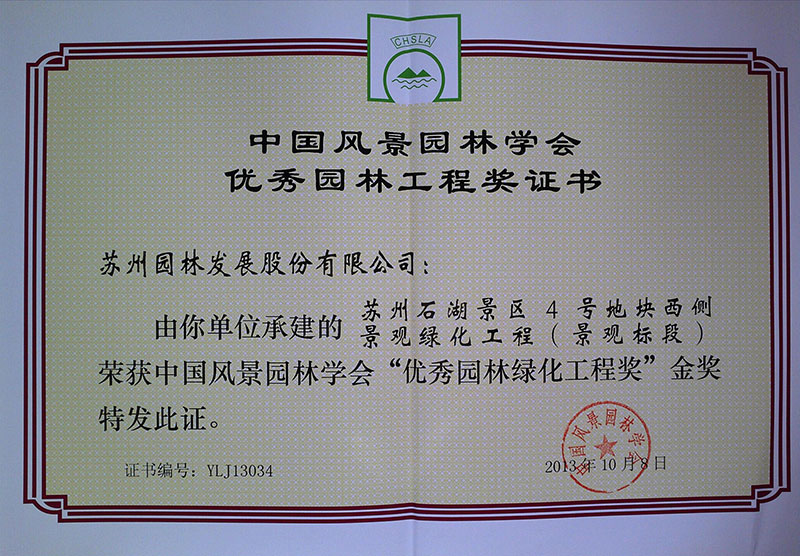 CHSLA
中国风景园林学会
优秀园林工程奖证书
苏州园林发展股份有限公司：
由你单位承建的
苏州石湖景区4号地块西侧
景观绿化工程（景观标段）
荣获中国风景园林学会“优秀园林绿化工程奖”金奖
特发此证。
中国风景园林学会
证书编号：YLJ13034
2013年10月8日